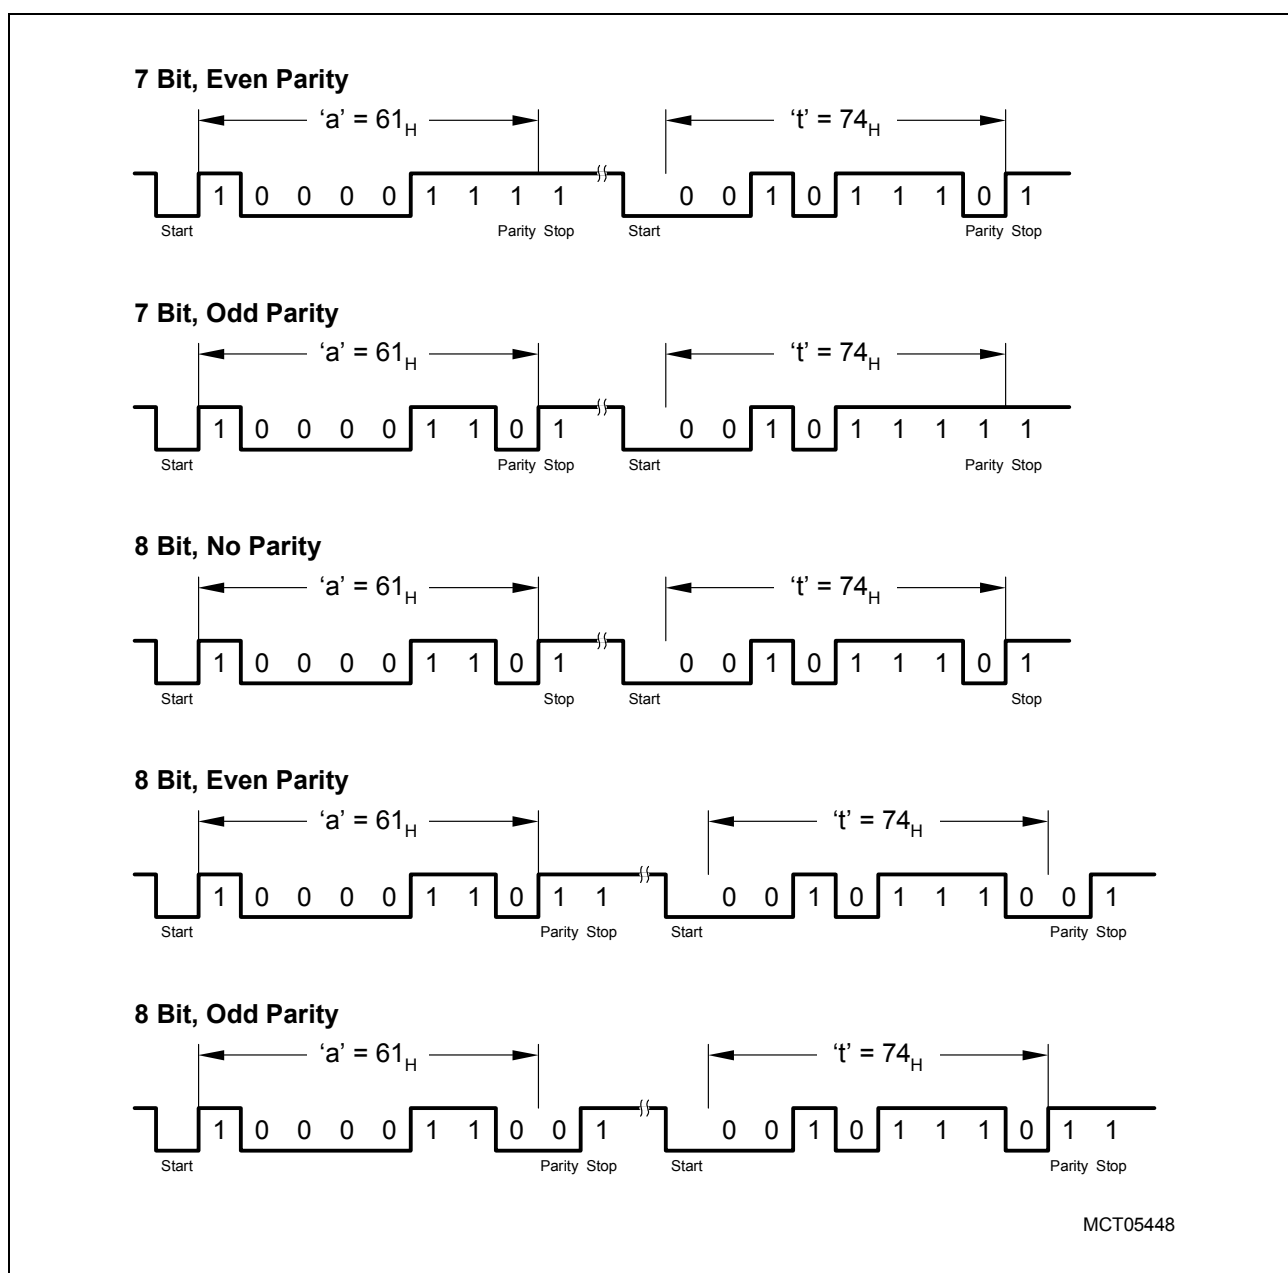 7 Bit, Even Parity
‘a’ = 61H ‘t’ = 74H
1 0 0 0 0 1 1 1 1 0 0 1 0 1 1 1 0 1
Start Parity Stop Start Parity Stop
7 Bit, Odd Parity
‘a’ = 61H ‘t’ = 74H
1 0 0 0 0 1 1 0 1 0 0 1 0 1 1 1 1 1
Start Parity Stop Start Parity Stop
8 Bit, No Parity
‘a’ = 61H ‘t’ = 74H
1 0 0 0 0 1 1 0 1 0 0 1 0 1 1 1 0 1
Start Stop Start Stop
8 Bit, Even Parity
‘a’ = 61H ‘t’ = 74H
1 0 0 0 0 1 1 0 1 1 0 0 1 0 1 1 1 0 0 1
Start Parity Stop Start Parity Stop
8 Bit, Odd Parity
‘a’ = 61H ‘t’ = 74H
1 0 0 0 0 1 1 0 0 1 0 0 1 0 1 1 1 0 1 1
Start Parity Stop Start Parity Stop
MCT05448